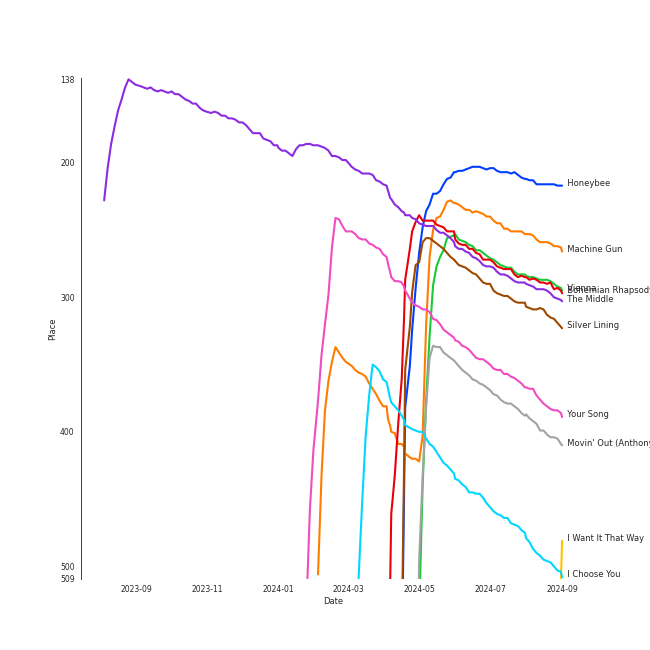 138
200
300
400
500
509
Place
2023-09
2023-11
2024-01
2024-03
2024-05
2024-07
2024-09
Date
Honeybee
Machine Gun
Vienna
Bohemian Rhapsody
The Middle
Silver Lining
Your Song
Movin' Out (Anthony
I Want It That Way
I Choose You